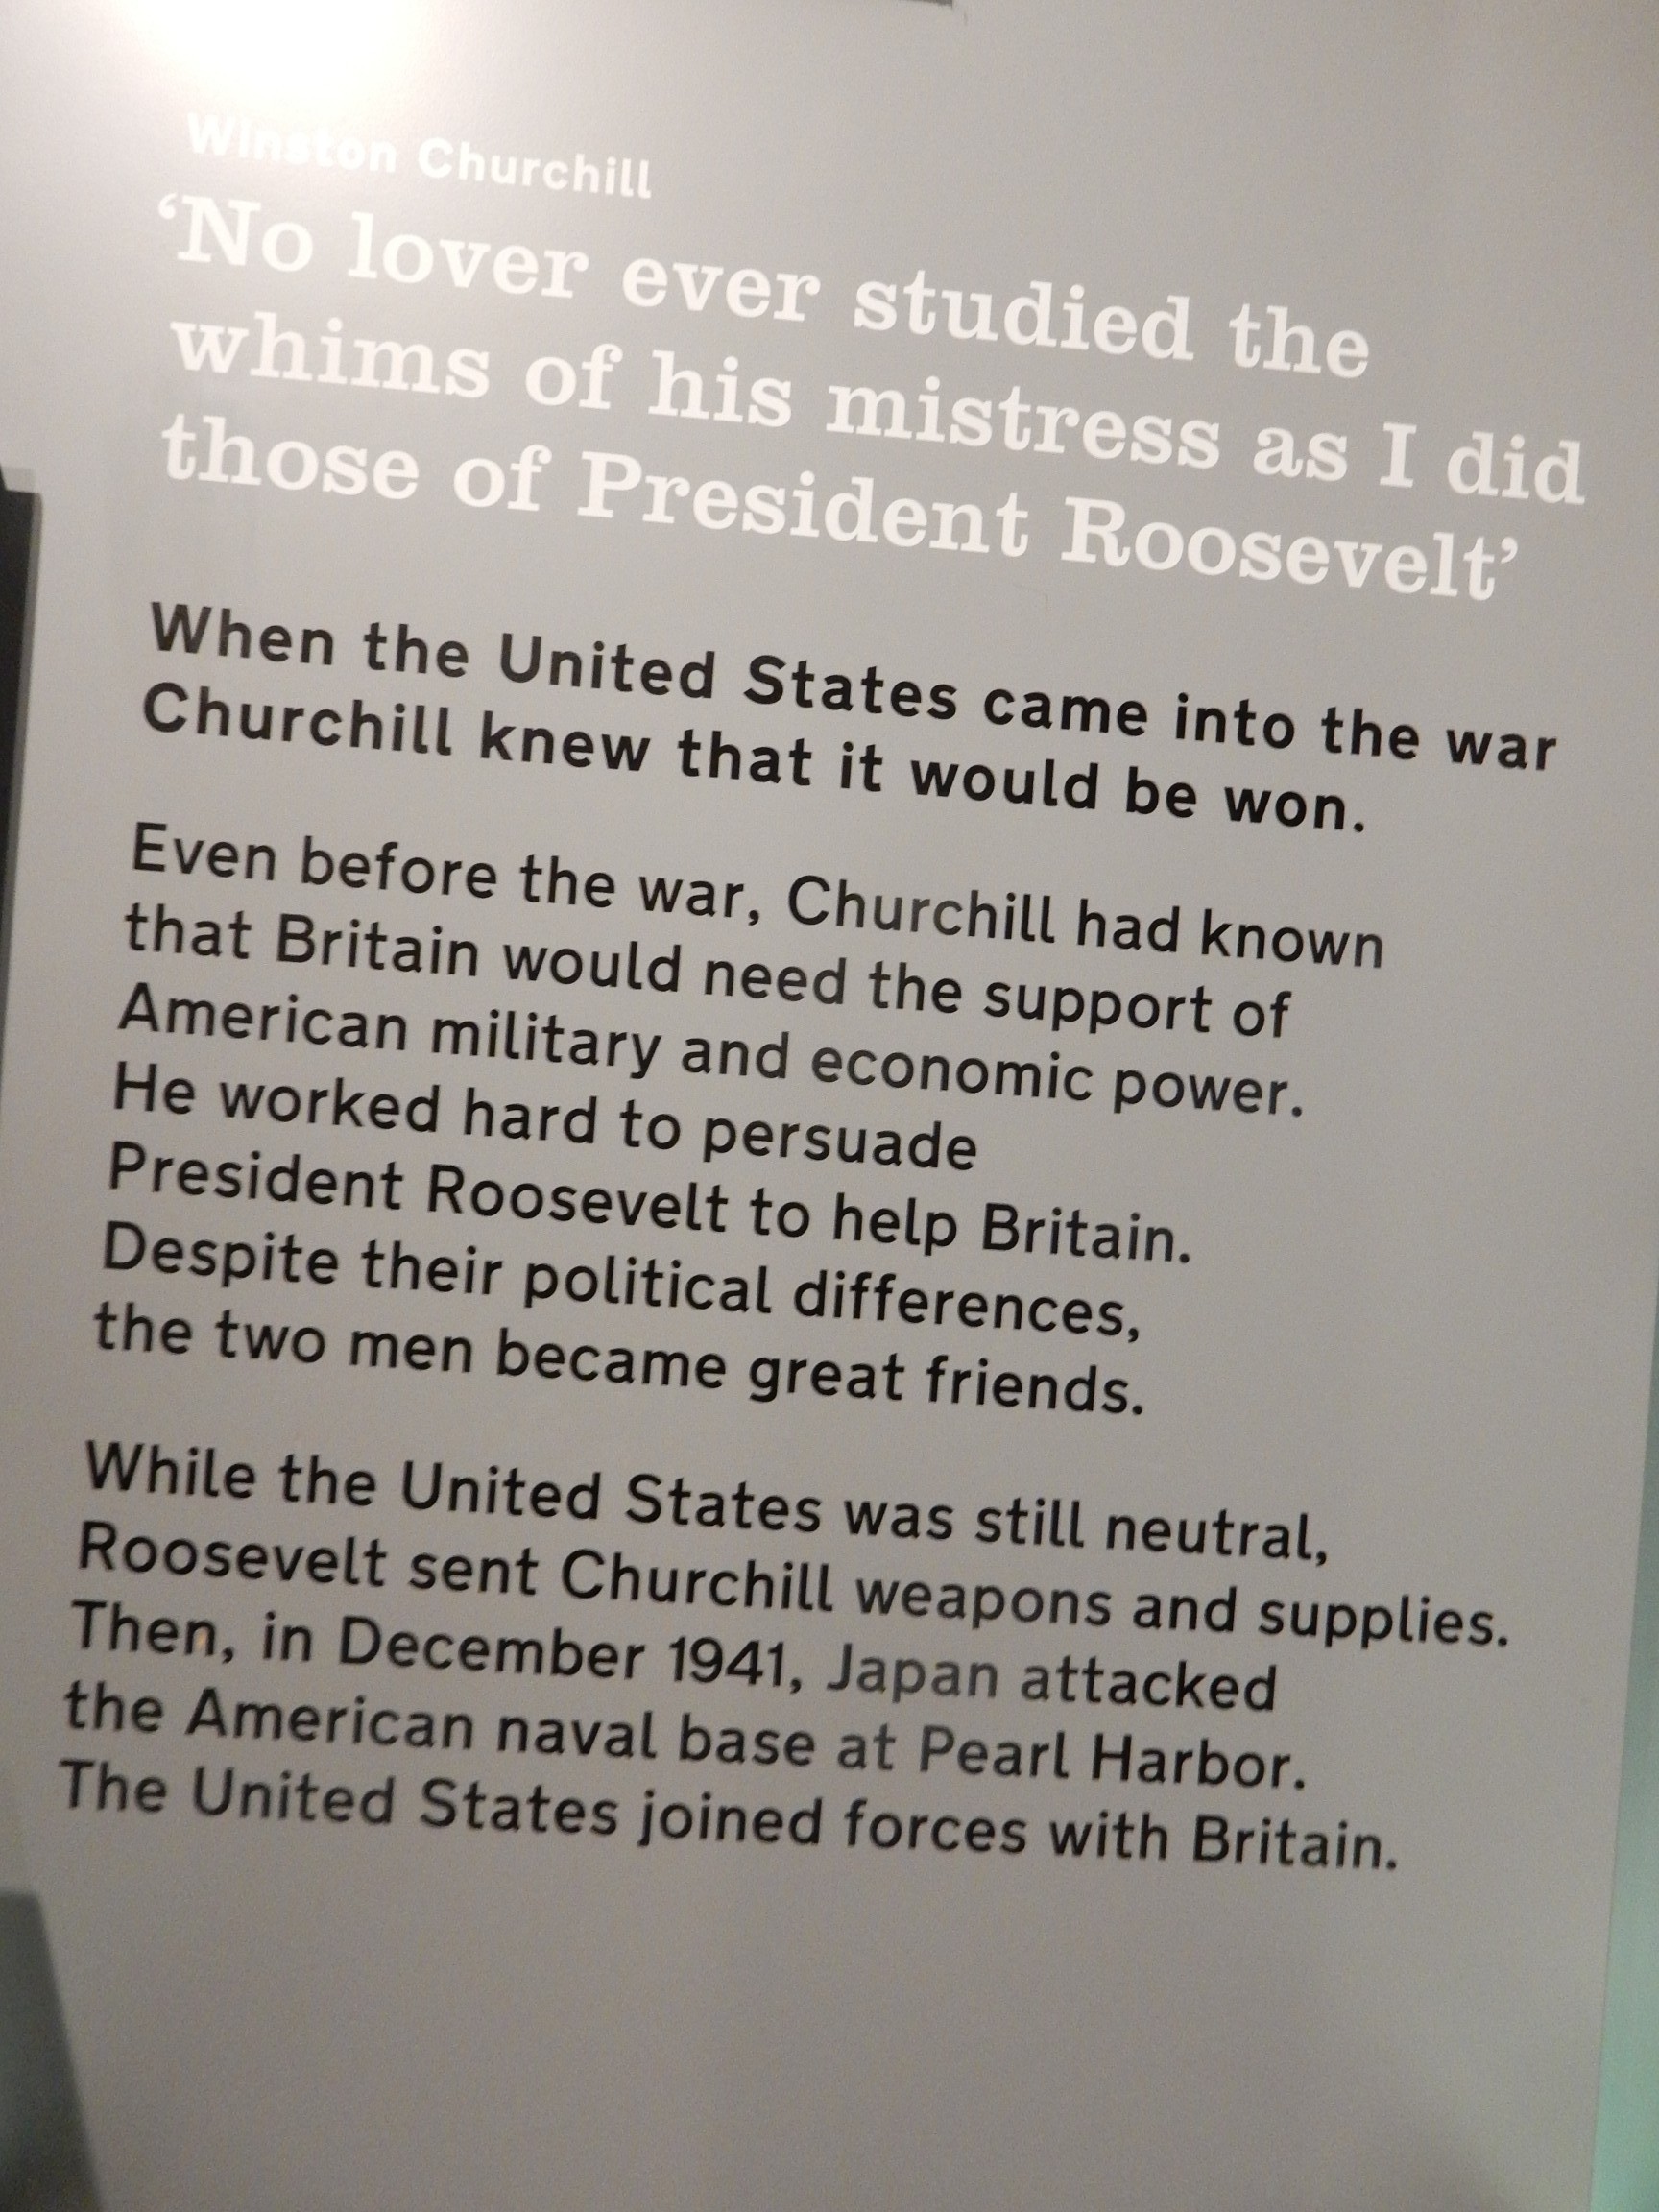 Winston Churchill
‘No lover ever studied the
whims of his mistress as I did
those of President Roosevelt’
When the United States came into the war
Churchill knew that it would be won.
Even before the war, Churchill had known
that Britain would need the support of
American military and economic power.
He worked hard to persuade
President Roosevelt to help Britain.
Despite their political differences,
the two men became great friends.
While the United States was still neutral,
Roosevelt sent Churchill weapons and supplies.
Then, in December 1941, Japan attacked
the American naval base at Pearl Harbor.
The United States joined forces with Britain.